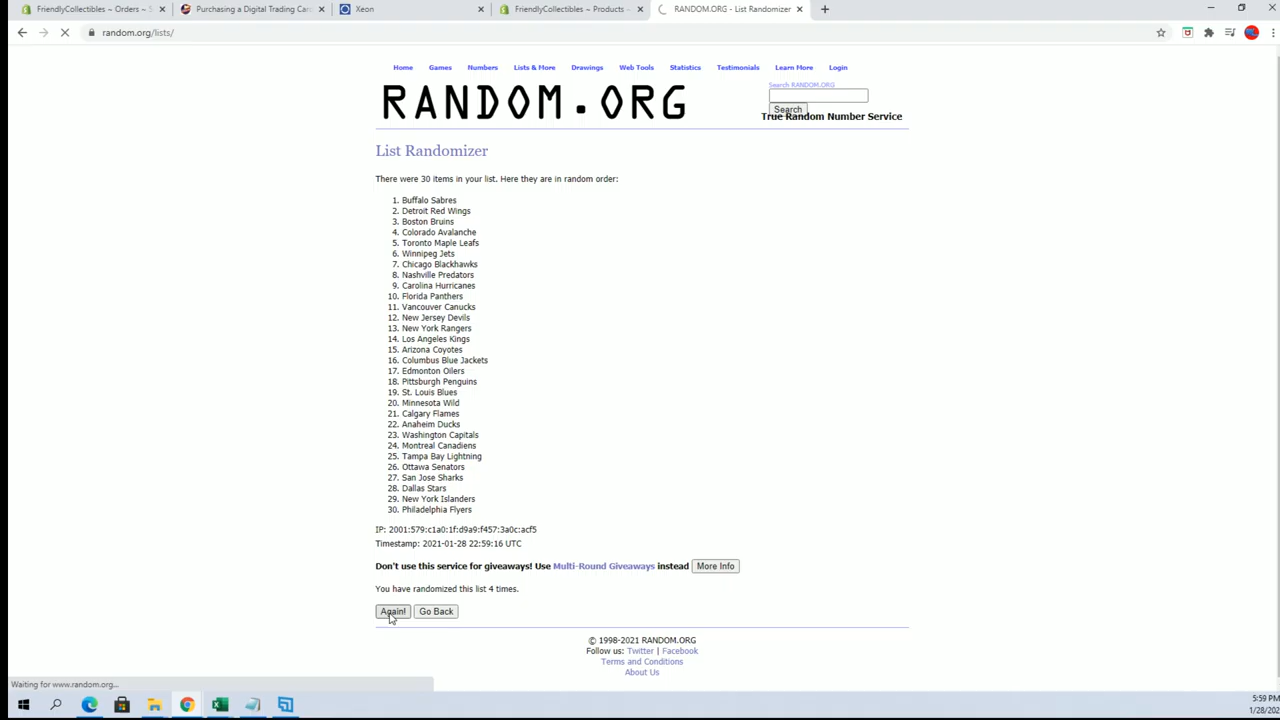 FriendlyCollectibles ~ Orders ~ S
Purchasing a Digital Trading Car
Xeon
FriendlyCollectibles ~ Products ~
RANDOM.ORG - List Randomizer
random.org/lists/
Home Games Numbers Lists & More Drawings Web Tools Statistics Testimonials Learn More Login
Search RANDOM.ORG
RANDOM.ORG
Search
True Random Number Service
List Randomizer
There were 30 items in your list. Here they are in random order:
1. Buffalo Sabres
2. Detroit Red Wings
3. Boston Bruins
4. Colorado Avalanche
5. Toronto Maple Leafs
6. Winnipeg Jets
7. Chicago Blackhawks
8. Nashville Predators
9. Carolina Hurricanes
10. Florida Panthers
11. Vancouver Canucks
12. New Jersey Devils
13. New York Rangers
14. Los Angeles Kings
15. Arizona Coyotes
16. Columbus Blue Jackets
17. Edmonton Oilers
18. Pittsburgh Penguins
19. St. Louis Blues
20. Minnesota Wild
21. Calgary Flames
22. Anaheim Ducks
23. Washington Capitals
24. Montreal Canadiens
25. Tampa Bay Lightning
26. Ottawa Senators
27. San Jose Sharks
28. Dallas Stars
29. New York Islanders
30. Philadelphia Flyers
IP: 2001:579:c1a0:1f:d9a9:f457:3a0c:acf5
Timestamp: 2021-01-28 22:59:16 UTC
Don't use this service for giveaways! Use Multi-Round Giveaways instead More Info
You have randomized this list 4 times.
Again! Go Back
© 1998-2021 RANDOM.ORG
Follow us: Twitter | Facebook
Terms and Conditions
About Us
Waiting for www.random.org...
5:59 PM
1/28/202